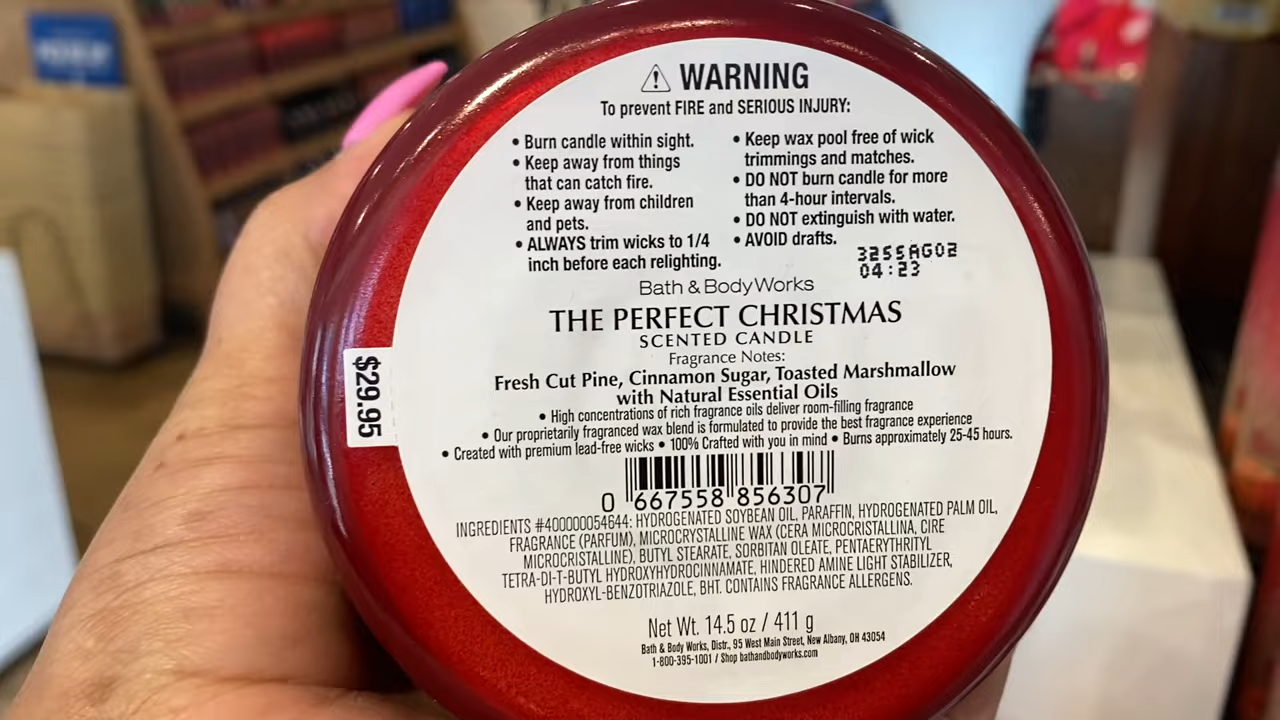 WARNING
To prevent FIRE and SERIOUS INJURY:
• Burn candle within sight.
• Keep away from things
that can catch fire.
• Keep away from children
and pets.
• ALWAYS trim wicks to 1/4
inch before each relighting.
• Keep wax pool free of wick
trimmings and matches.
• DO NOT burn candle for more
than 4-hour intervals.
• DO NOT extinguish with water.
• AVOID drafts.
3255AG02
04:23
Bath & Body Works
THE PERFECT CHRISTMAS
SCENTED CANDLE
Fragrance Notes:
Fresh Cut Pine, Cinnamon Sugar, Toasted Marshmallow
with Natural Essential Oils
• High concentrations of rich fragrance oils deliver room-filling fragrance
• Our proprietarily fragranced wax blend is formulated to provide the best fragrance experience
• Created with premium lead-free wicks • 100% Crafted with you in mind • Burns approximately 25-45 hours.
$29.95
0 667558 856307
INGREDIENTS #400000054644: HYDROGENATED SOYBEAN OIL, PARAFFIN, HYDROGENATED PALM OIL,
FRAGRANCE (PARFUM), MICROCRYSTALLINE WAX (CERA MICROCRISTALLINA, CIRE
MICROCRISTALLINE), BUTYL STEARATE, SORBITAN OLEATE, PENTAERYTHRITYL
TETRA-DI-T-BUTYL HYDROXYHYDROCINNAMATE, HINDERED AMINE LIGHT STABILIZER,
HYDROXYL-BENZOTRIAZOLE, BHT. CONTAINS FRAGRANCE ALLERGENS.
Net Wt. 14.5 oz / 411 g
Bath & Body Works, Distr., 95 West Main Street, New Albany, OH 43054
1-800-395-1001 / Shop bathandbodyworks.com